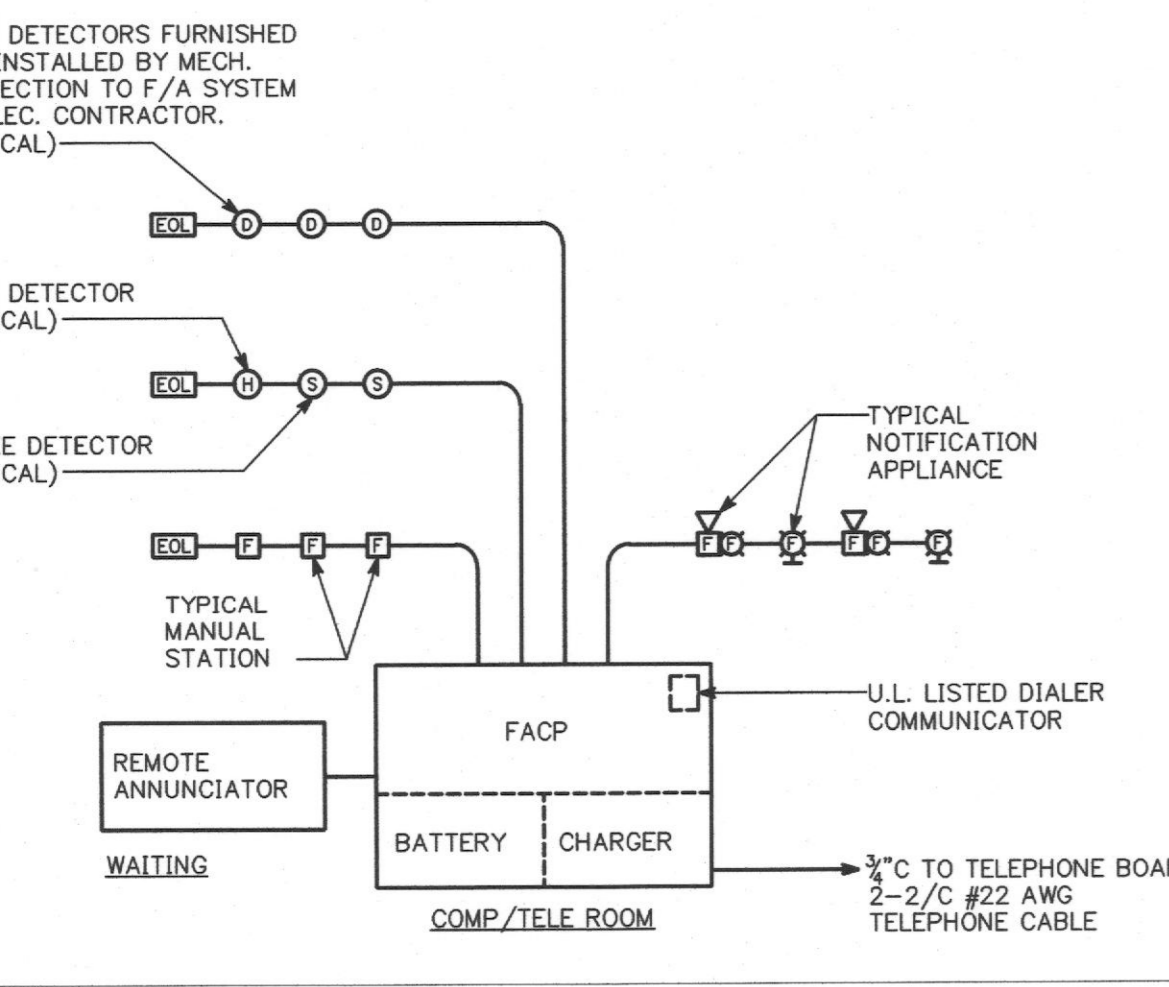 DETECTORS FURNISHED
INSTALLED BY MECH.
ECTION TO F/A SYSTEM
LEC. CONTRACTOR.
CAL)
EOL D D D
DETECTOR
CAL)
EOL H S S
E DETECTOR
CAL)
TYPICAL
NOTIFICATION
APPLIANCE
EOL F F F
F F F F F F
TYPICAL
MANUAL
STATION
U.L. LISTED DIALER
COMMUNICATOR
FACP
REMOTE
ANNUNCIATOR
BATTERY CHARGER
WAITING
¾"C TO TELEPHONE BOA
2-2/C #22 AWG
TELEPHONE CABLE
COMP/TELE ROOM